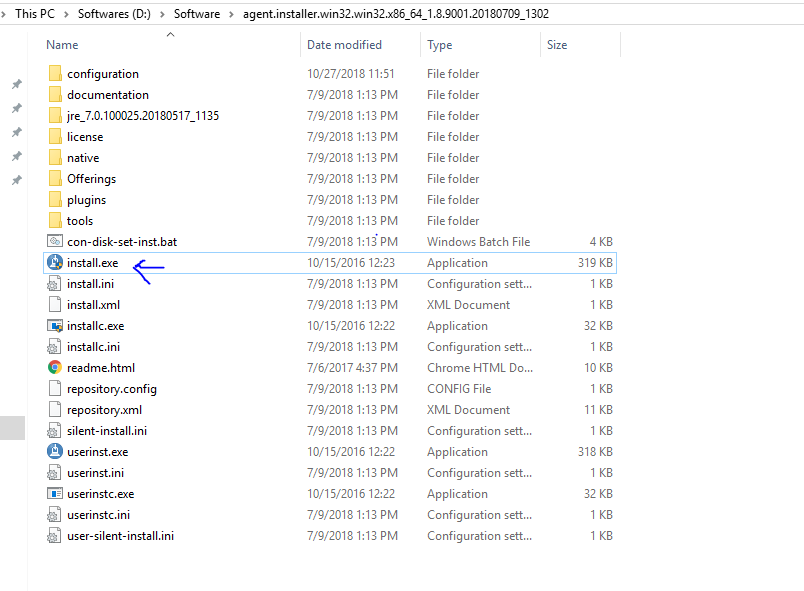 This PC > Softwares (D:) > Software > agent.installer.win32.win32.x86_64_1.8.9001.20180709_1302
Name Date modified Type Size
configuration 10/27/2018 11:51 File folder
documentation 7/9/2018 1:13 PM File folder
jre_7.0.100025.20180517_1135 7/9/2018 1:13 PM File folder
license 7/9/2018 1:13 PM File folder
native 7/9/2018 1:13 PM File folder
Offerings 7/9/2018 1:13 PM File folder
plugins 7/9/2018 1:13 PM File folder
tools 7/9/2018 1:13 PM File folder
con-disk-set-inst.bat 7/9/2018 1:13 PM Windows Batch File 4 KB
install.exe 10/15/2016 12:23 Application 319 KB
install.ini 7/9/2018 1:13 PM Configuration sett... 1 KB
install.xml 7/9/2018 1:13 PM XML Document 1 KB
installc.exe 10/15/2016 12:22 Application 32 KB
installc.ini 7/9/2018 1:13 PM Configuration sett... 1 KB
readme.html 7/6/2017 4:37 PM Chrome HTML Do... 10 KB
repository.config 7/9/2018 1:13 PM CONFIG File 1 KB
repository.xml 7/9/2018 1:13 PM XML Document 11 KB
silent-install.ini 7/9/2018 1:13 PM Configuration sett... 1 KB
userinst.exe 10/15/2016 12:22 Application 318 KB
userinst.ini 7/9/2018 1:13 PM Configuration sett... 1 KB
userinstc.exe 10/15/2016 12:22 Application 32 KB
userinstc.ini 7/9/2018 1:13 PM Configuration sett... 1 KB
user-silent-install.ini 7/9/2018 1:13 PM Configuration sett... 1 KB